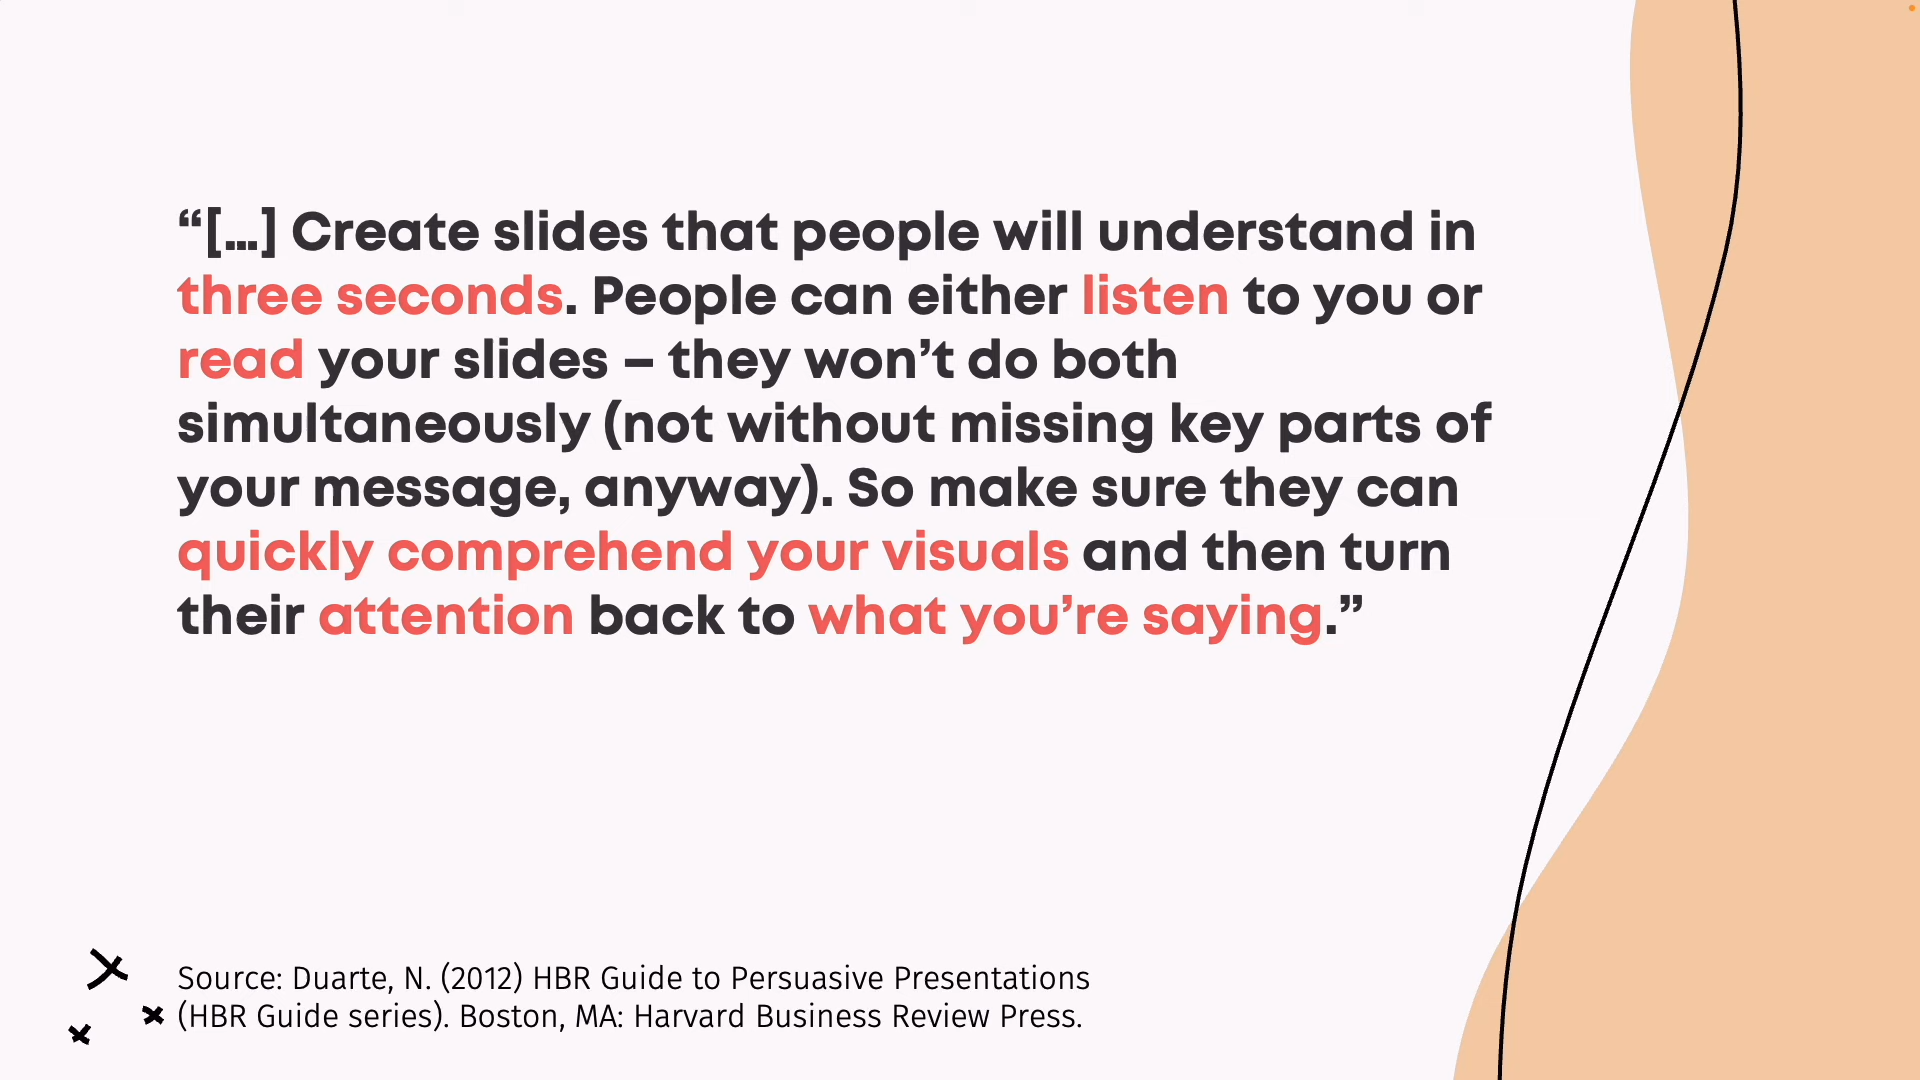 “[...] Create slides that people will understand in
three seconds. People can either listen to you or
read your slides – they won’t do both
simultaneously (not without missing key parts of
your message, anyway). So make sure they can
quickly comprehend your visuals and then turn
their attention back to what you’re saying.”
Source: Duarte, N. (2012) HBR Guide to Persuasive Presentations
(HBR Guide series). Boston, MA: Harvard Business Review Press.